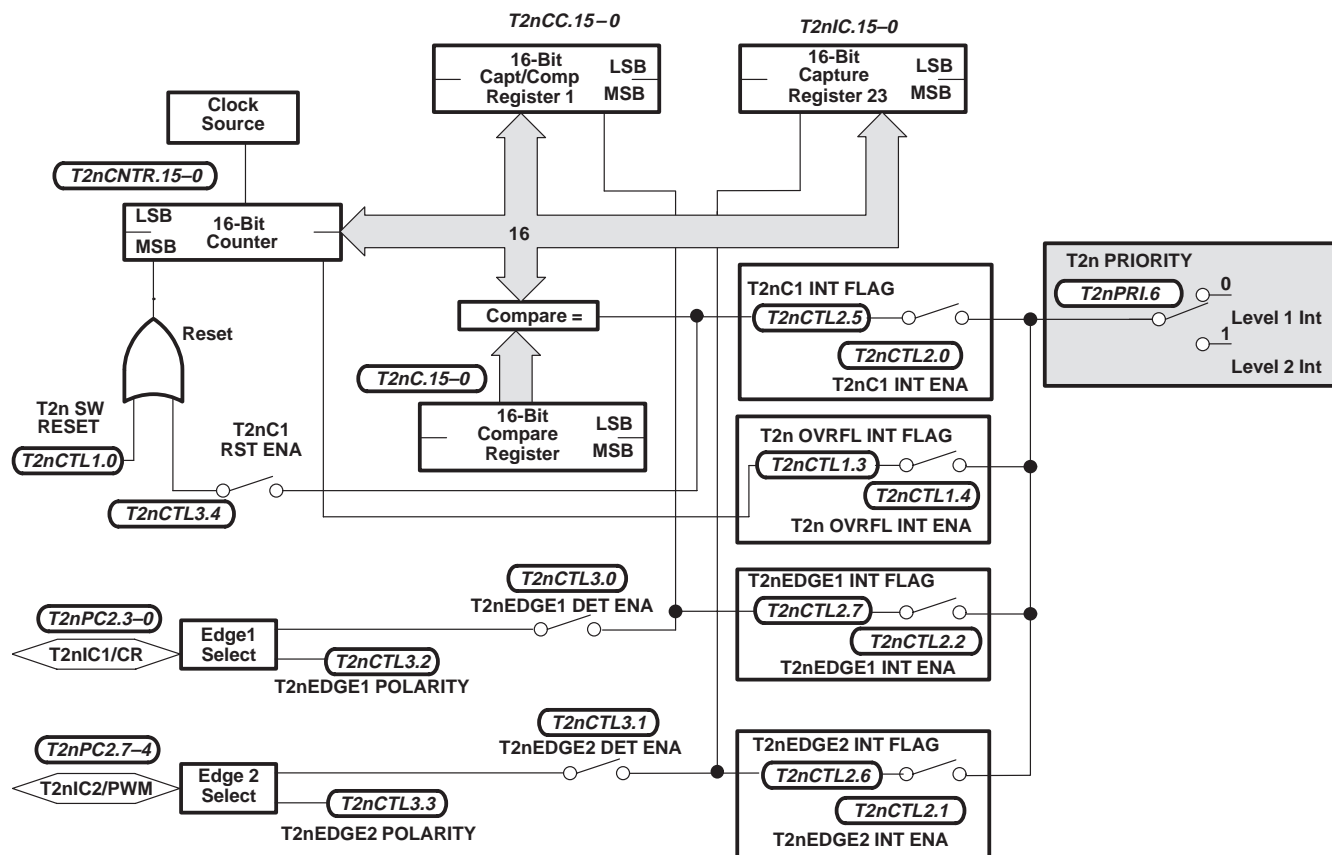 T2nCC.15–0
T2nIC.15–0
16-Bit
Capt/Comp
Register 1
LSB
MSB
16-Bit
Capture
Register 23
LSB
MSB
Clock
Source
T2nCNTR.15–0
LSB
MSB
16-Bit
Counter
16
T2n PRIORITY
T2nPRI.6
0
Level 1 Int
1
Level 2 Int
T2nC1 INT FLAG
T2nCTL2.5
T2nCTL2.0
T2nC1 INT ENA
Compare =
Reset
T2nC.15–0
16-Bit
Compare
Register
LSB
MSB
T2n SW
RESET
T2nCTL1.0
T2nC1
RST ENA
T2nCTL3.4
T2n OVRFL INT FLAG
T2nCTL1.3
T2nCTL1.4
T2n OVRFL INT ENA
T2nCTL3.0
T2nEDGE1 DET ENA
T2nEDGE1 INT FLAG
T2nCTL2.7
T2nCTL2.2
T2nEDGE1 INT ENA
T2nPC2.3–0
T2nIC1/CR
Edge1
Select
T2nCTL3.2
T2nEDGE1 POLARITY
T2nCTL3.1
T2nEDGE2 DET ENA
T2nEDGE2 INT FLAG
T2nCTL2.6
T2nCTL2.1
T2nEDGE2 INT ENA
T2nPC2.7–4
T2nIC2/PWM
Edge 2
Select
T2nCTL3.3
T2nEDGE2 POLARITY